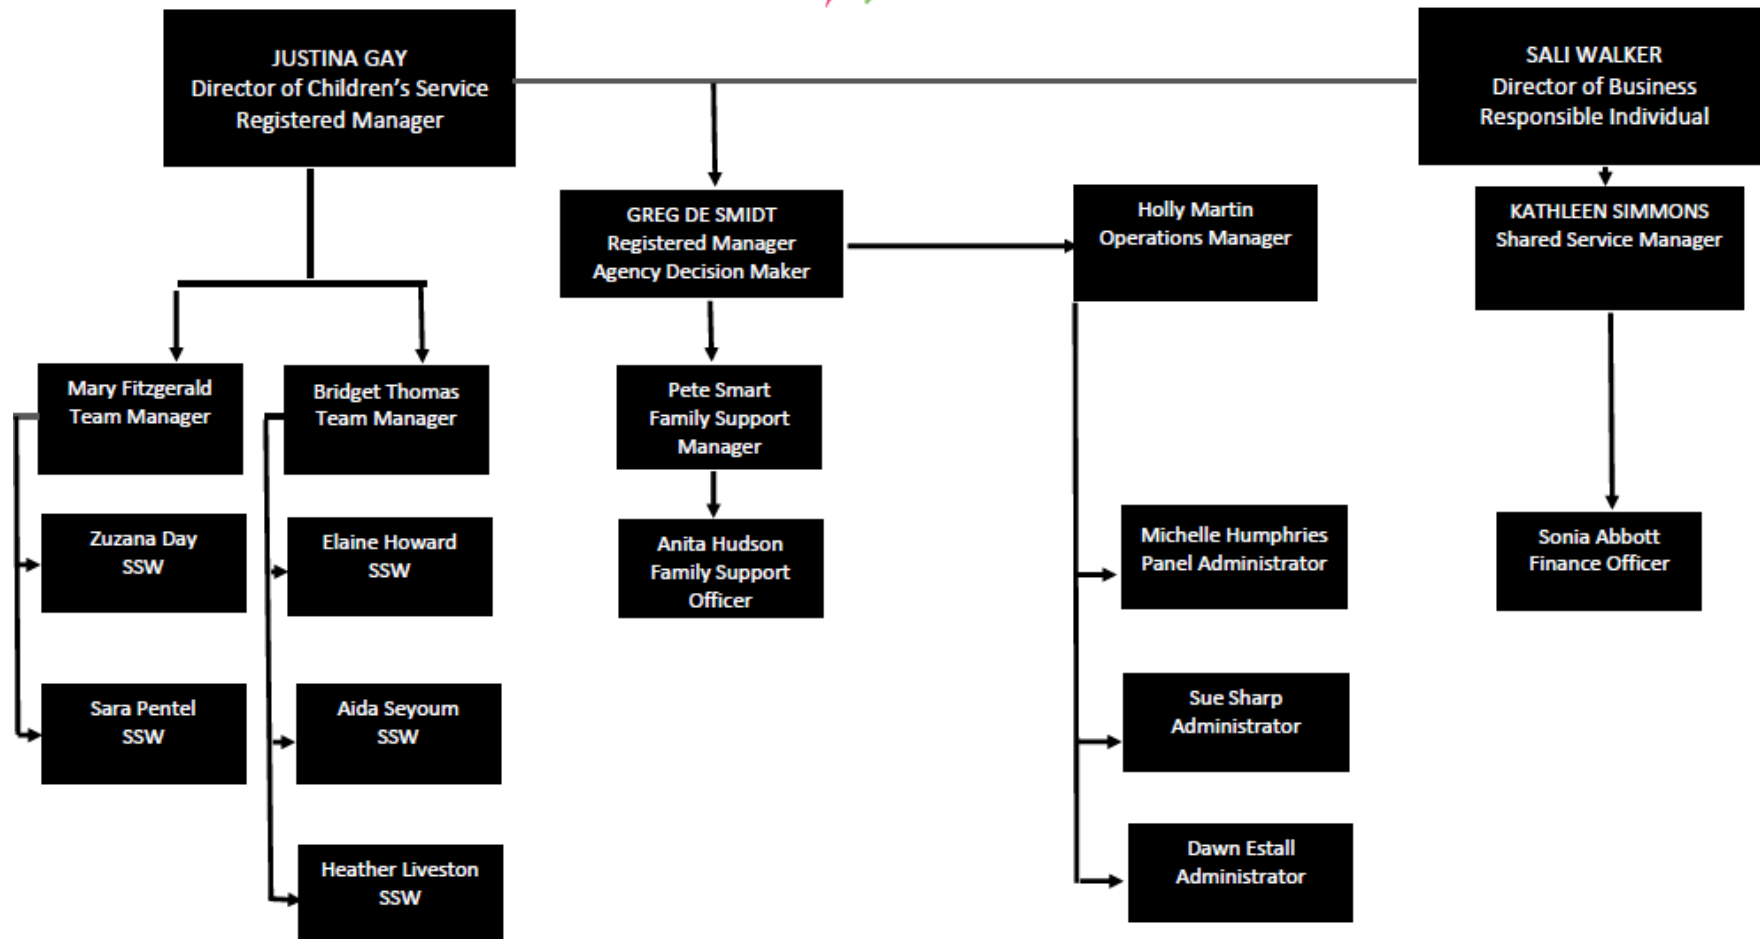 JUSTINA GAY
Director of Children’s Service
Registered Manager
SALI WALKER
Director of Business
Responsible Individual
GREG DE SMIDT
Registered Manager
Agency Decision Maker
Holly Martin
Operations Manager
KATHLEEN SIMMONS
Shared Service Manager
Mary Fitzgerald
Team Manager
Bridget Thomas
Team Manager
Pete Smart
Family Support
Manager
Zuzana Day
SSW
Elaine Howard
SSW
Anita Hudson
Family Support
Officer
Michelle Humphries
Panel Administrator
Sonia Abbott
Finance Officer
Sara Pentel
SSW
Aida Seyoum
SSW
Sue Sharp
Administrator
Heather Liveston
SSW
Dawn Estall
Administrator